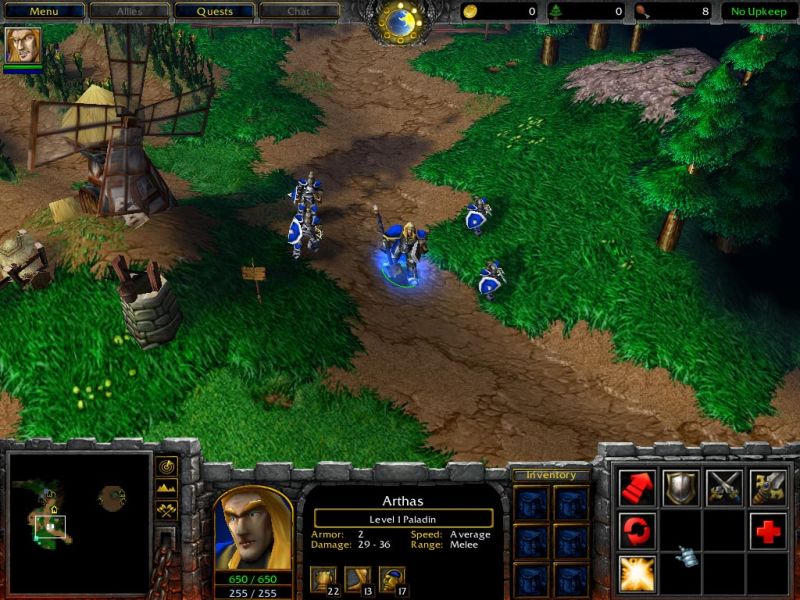 Menu
Allies
Quests
Chat
0
0
8
No Upkeep
Inventory
Arthas
Level 1 Paladin
Armor: 2
Speed: Average
Damage: 29 - 36
Range: Melee
650 / 650
255 / 255
22
13
17